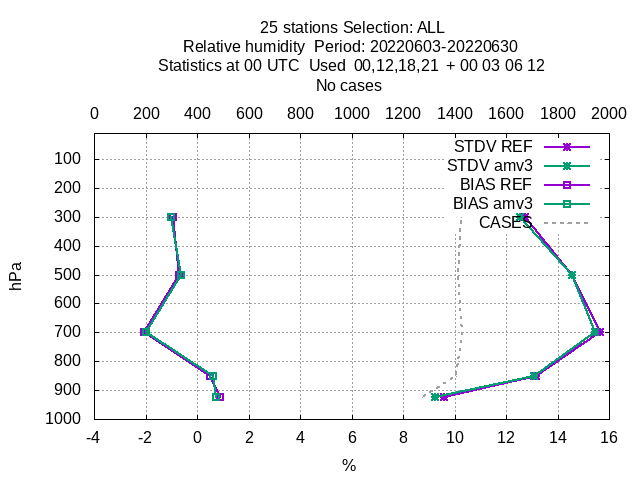 25 stations Selection: ALL
Relative humidity  Period: 20220603-20220630
Statistics at 00 UTC  Used  00,12,18,21  + 00 03 06 12
No cases
0 200 400 600 800 1000 1200 1400 1600 1800 2000
STDV REF
STDV amv3
BIAS REF
BIAS amv3
CASES
100
200
300
400
500
600
700
800
900
1000
hPa
-4 -2 0 2 4 6 8 10 12 14 16
%